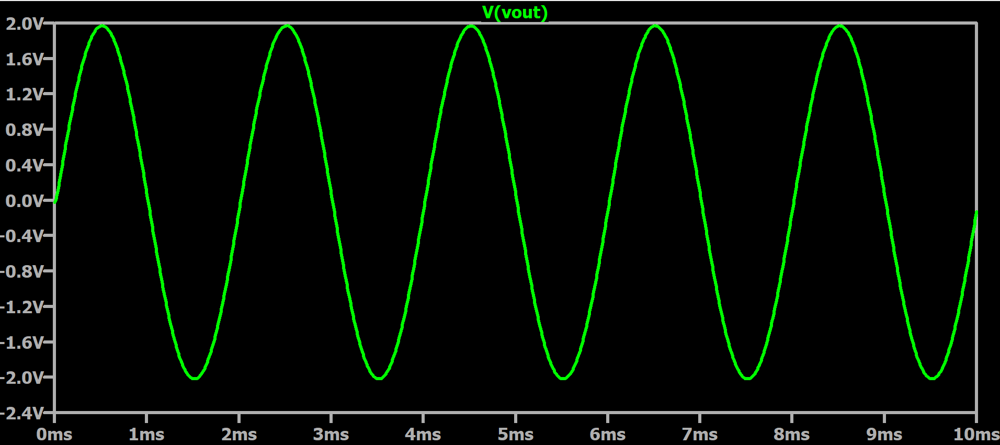 V(vout)
2.0V
1.6V
1.2V
0.8V
0.4V
0.0V
-0.4V
-0.8V
-1.2V
-1.6V
-2.0V
-2.4V
0ms 1ms 2ms 3ms 4ms 5ms 6ms 7ms 8ms 9ms 10ms